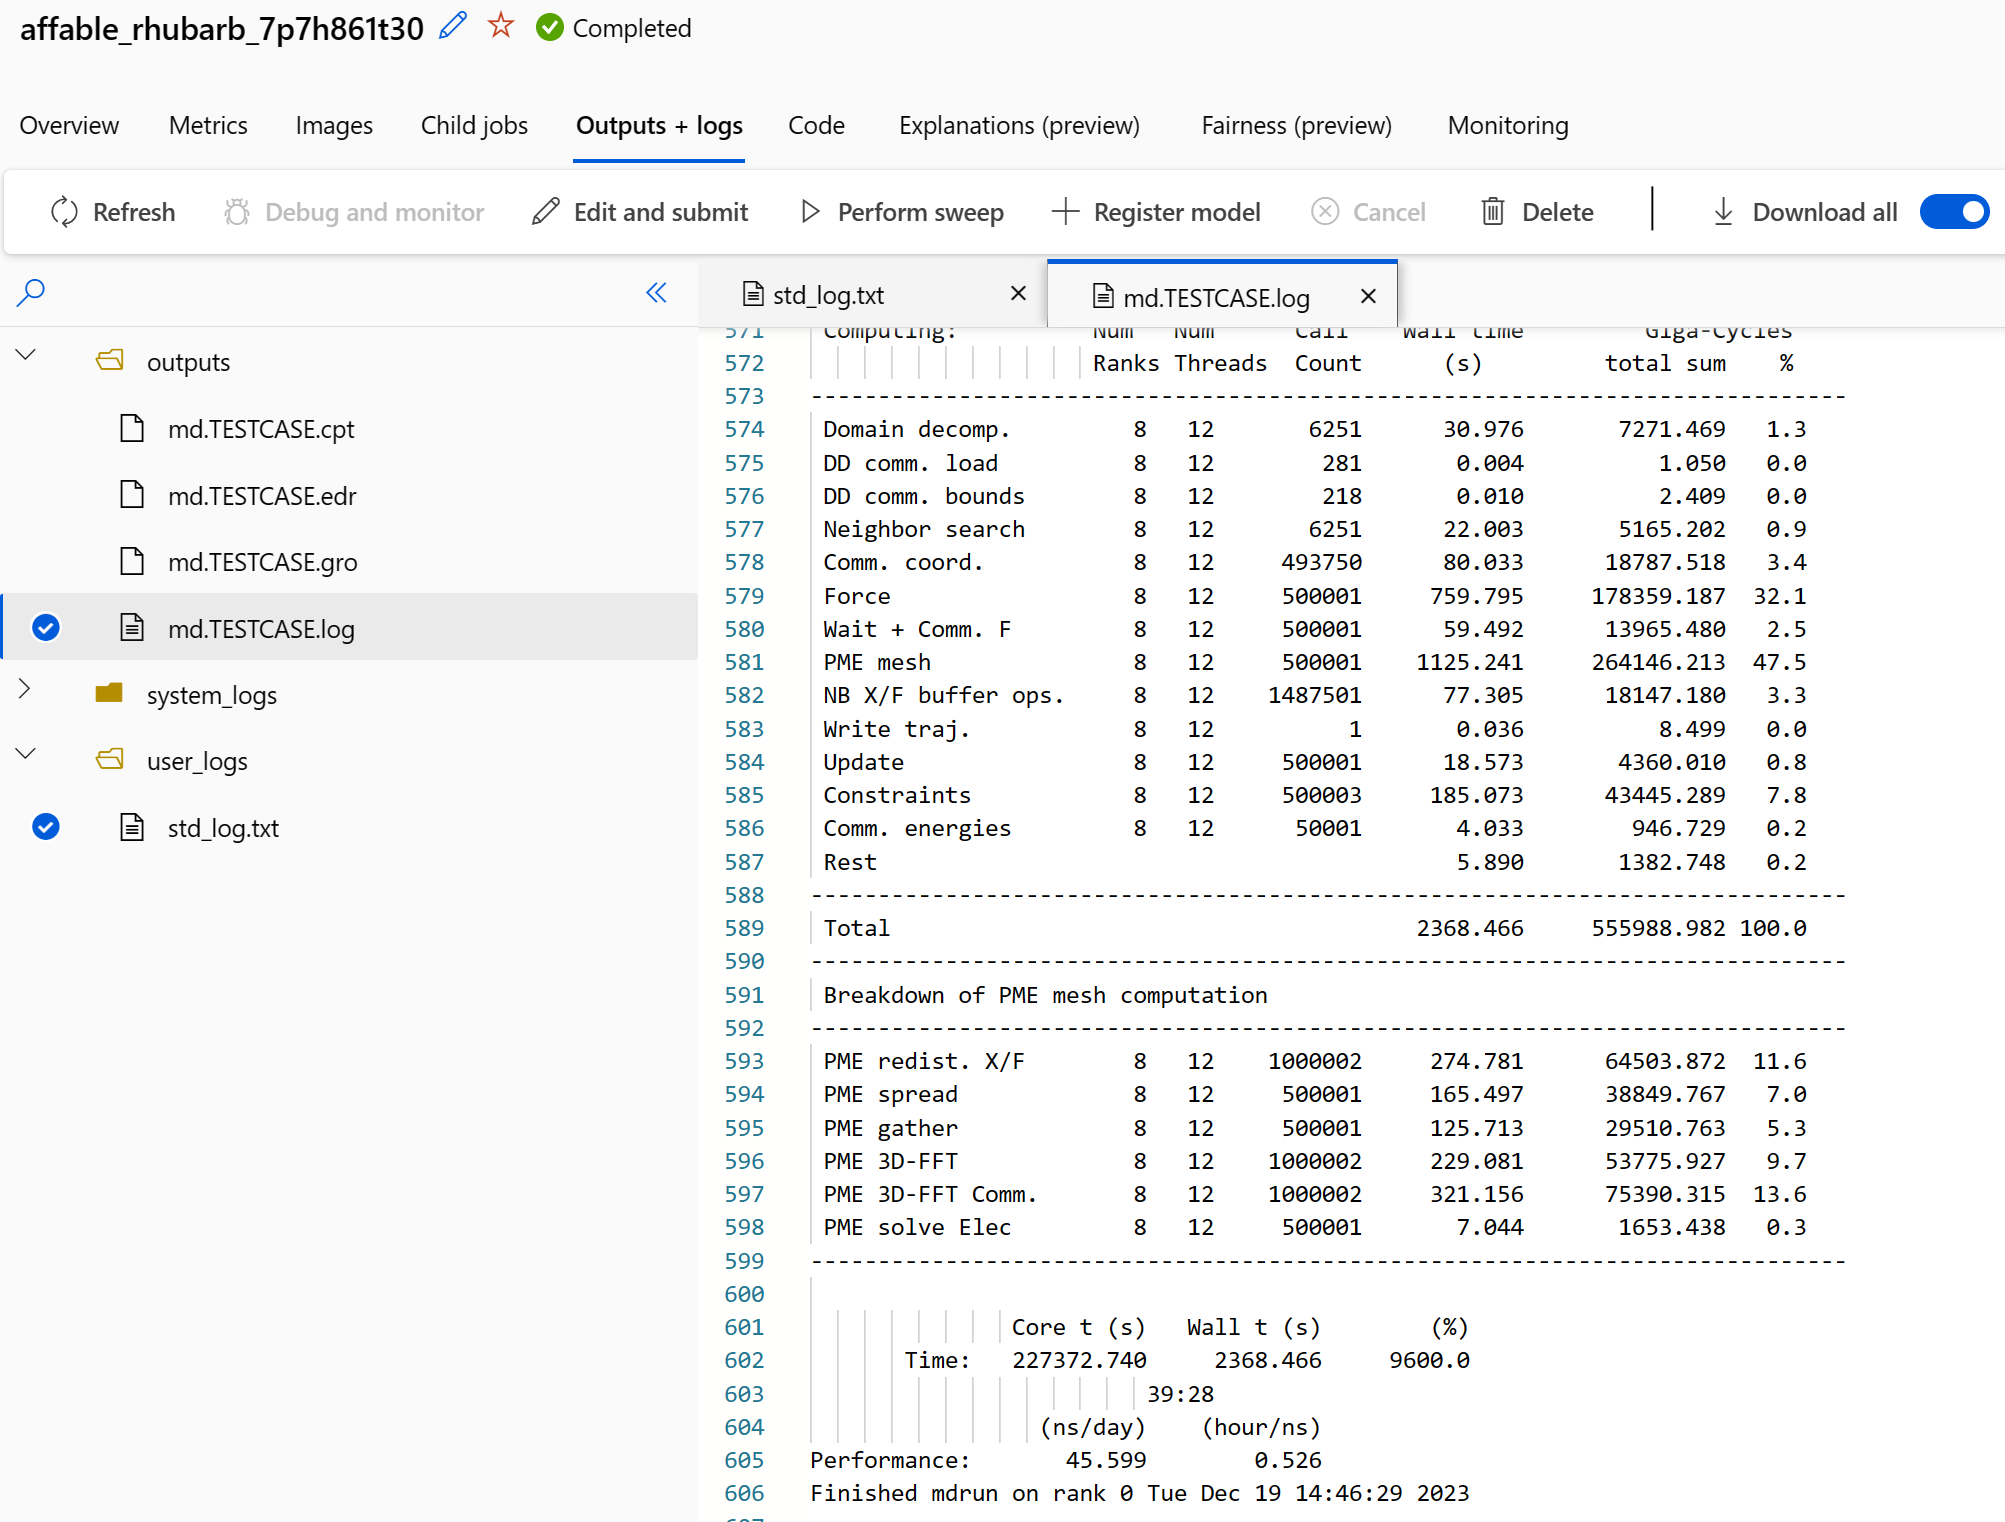 affable_rhubarb_7p7h861t30 Completed
Overview Metrics Images Child jobs Outputs + logs Code Explanations (preview) Fairness (preview) Monitoring
Refresh Debug and monitor Edit and submit Perform sweep Register model Cancel Delete Download all
outputs
md.TESTCASE.cpt
md.TESTCASE.edr
md.TESTCASE.gro
md.TESTCASE.log
system_logs
user_logs
std_log.txt
std_log.txt md.TESTCASE.log
571 Computing: Num Num Call Wall time Giga-Cycles
572 Ranks Threads Count (s) total sum %
573 -----------------------------------------------------------------------------
574 Domain decomp. 8 12 6251 30.976 7271.469 1.3
575 DD comm. load 8 12 281 0.004 1.050 0.0
576 DD comm. bounds 8 12 218 0.010 2.409 0.0
577 Neighbor search 8 12 6251 22.003 5165.202 0.9
578 Comm. coord. 8 12 493750 80.033 18787.518 3.4
579 Force 8 12 500001 759.795 178359.187 32.1
580 Wait + Comm. F 8 12 500001 59.492 13965.480 2.5
581 PME mesh 8 12 500001 1125.241 264146.213 47.5
582 NB X/F buffer ops. 8 12 1487501 77.305 18147.180 3.3
583 Write traj. 8 12 1 0.036 8.499 0.0
584 Update 8 12 500001 18.573 4360.010 0.8
585 Constraints 8 12 500003 185.073 43445.289 7.8
586 Comm. energies 8 12 50001 4.033 946.729 0.2
587 Rest 5.890 1382.748 0.2
588 -----------------------------------------------------------------------------
589 Total 2368.466 555988.982 100.0
590 -----------------------------------------------------------------------------
591 Breakdown of PME mesh computation
592 -----------------------------------------------------------------------------
593 PME redist. X/F 8 12 1000002 274.781 64503.872 11.6
594 PME spread 8 12 500001 165.497 38849.767 7.0
595 PME gather 8 12 500001 125.713 29510.763 5.3
596 PME 3D-FFT 8 12 1000002 229.081 53775.927 9.7
597 PME 3D-FFT Comm. 8 12 1000002 321.156 75390.315 13.6
598 PME solve Elec 8 12 500001 7.044 1653.438 0.3
599 -----------------------------------------------------------------------------
600
601 Core t (s) Wall t (s) (%)
602 Time: 227372.740 2368.466 9600.0
603 39:28
604 (ns/day) (hour/ns)
605 Performance: 45.599 0.526
606 Finished mdrun on rank 0 Tue Dec 19 14:46:29 2023